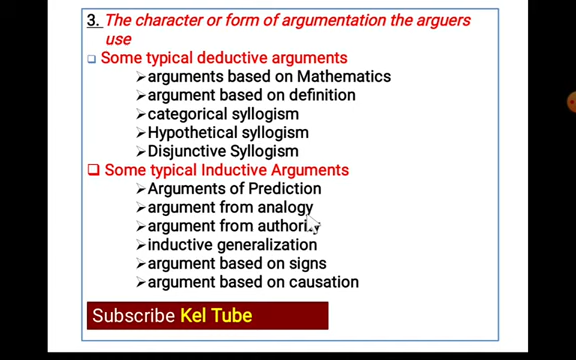 3. The character or form of argumentation the arguers
use
Some typical deductive arguments
arguments based on Mathematics
argument based on definition
categorical syllogism
Hypothetical syllogism
Disjunctive Syllogism
Some typical Inductive Arguments
Arguments of Prediction
argument from analogy
argument from authority
inductive generalization
argument based on signs
argument based on causation
Subscribe Kel Tube